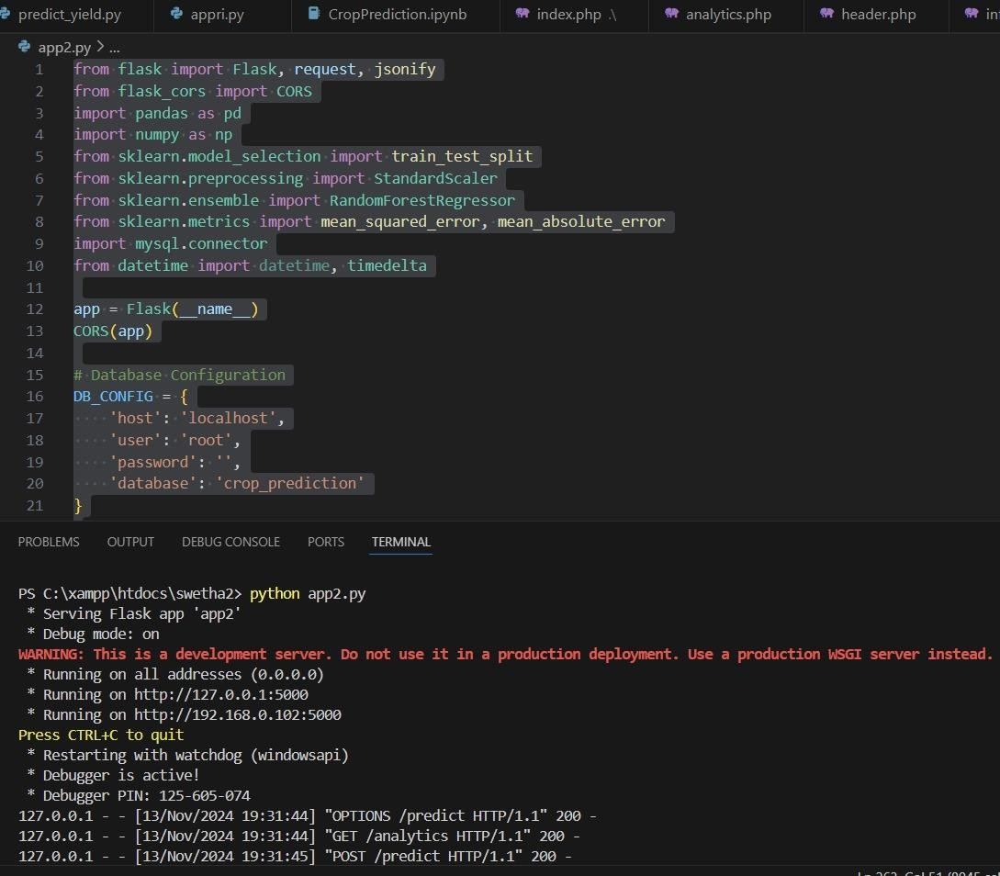 predict_yield.py appri.py CropPrediction.ipynb index.php .\ analytics.php header.php
app2.py > ...
1 from flask import Flask, request, jsonify
2 from flask_cors import CORS
3 import pandas as pd
4 import numpy as np
5 from sklearn.model_selection import train_test_split
6 from sklearn.preprocessing import StandardScaler
7 from sklearn.ensemble import RandomForestRegressor
8 from sklearn.metrics import mean_squared_error, mean_absolute_error
9 import mysql.connector
10 from datetime import datetime, timedelta
11
12 app = Flask(__name__)
13 CORS(app)
14
15 # Database Configuration
16 DB_CONFIG = {
17     'host': 'localhost',
18     'user': 'root',
19     'password': '',
20     'database': 'crop_prediction'
21 }
PROBLEMS OUTPUT DEBUG CONSOLE PORTS TERMINAL
PS C:\xampp\htdocs\swetha2> python app2.py
 * Serving Flask app 'app2'
 * Debug mode: on
WARNING: This is a development server. Do not use it in a production deployment. Use a production WSGI server instead.
 * Running on all addresses (0.0.0.0)
 * Running on http://127.0.0.1:5000
 * Running on http://192.168.0.102:5000
Press CTRL+C to quit
 * Restarting with watchdog (windowsapi)
 * Debugger is active!
 * Debugger PIN: 125-605-074
127.0.0.1 - - [13/Nov/2024 19:31:44] "OPTIONS /predict HTTP/1.1" 200 -
127.0.0.1 - - [13/Nov/2024 19:31:44] "GET /analytics HTTP/1.1" 200 -
127.0.0.1 - - [13/Nov/2024 19:31:45] "POST /predict HTTP/1.1" 200 -